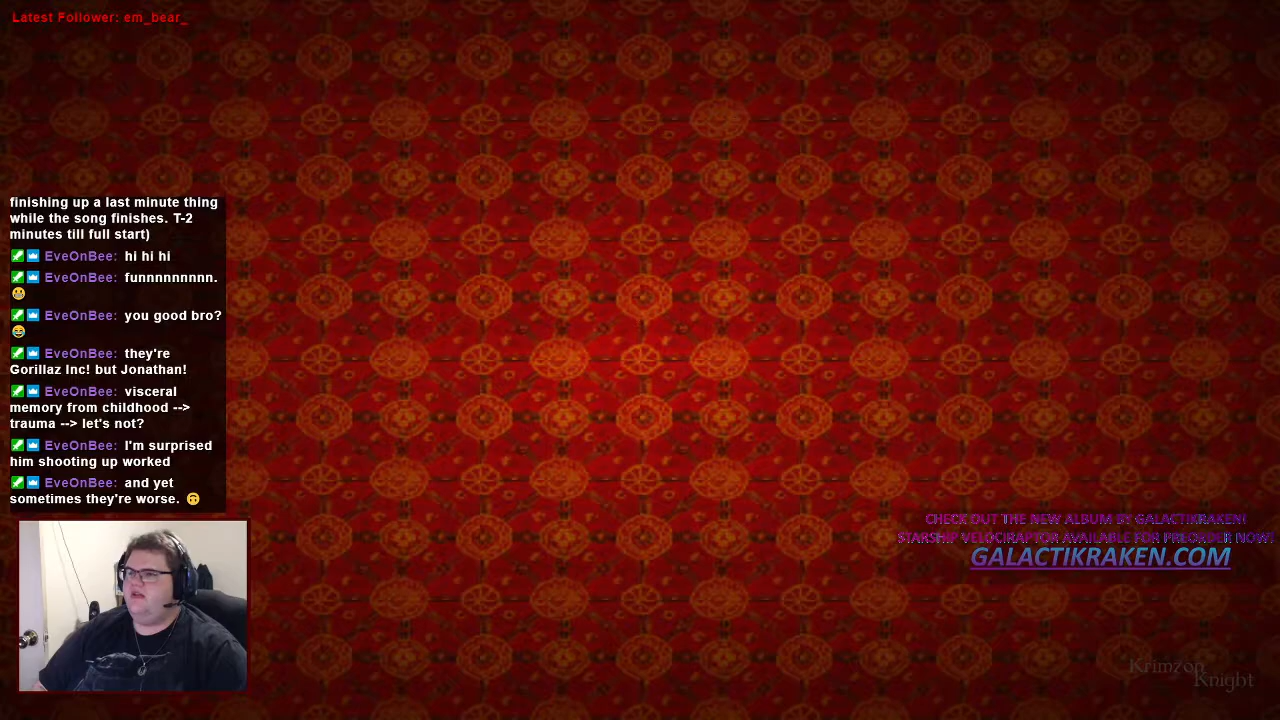 Latest Follower: em_bear_
finishing up a last minute thing
while the song finishes. T-2
minutes till full start)
EveOnBee: hi hi hi
EveOnBee: funnnnnnnnn.
EveOnBee: you good bro?
EveOnBee: they're
Gorillaz Inc! but Jonathan!
EveOnBee: visceral
memory from childhood -->
trauma --> let's not?
EveOnBee: I'm surprised
him shooting up worked
EveOnBee: and yet
sometimes they're worse.
CHECK OUT THE NEW ALBUM BY GALACTIKRAKEN!
STARSHIP VELOCIRAPTOR AVAILABLE FOR PREORDER NOW!
GALACTIKRAKEN.COM
Krimzon
Knight